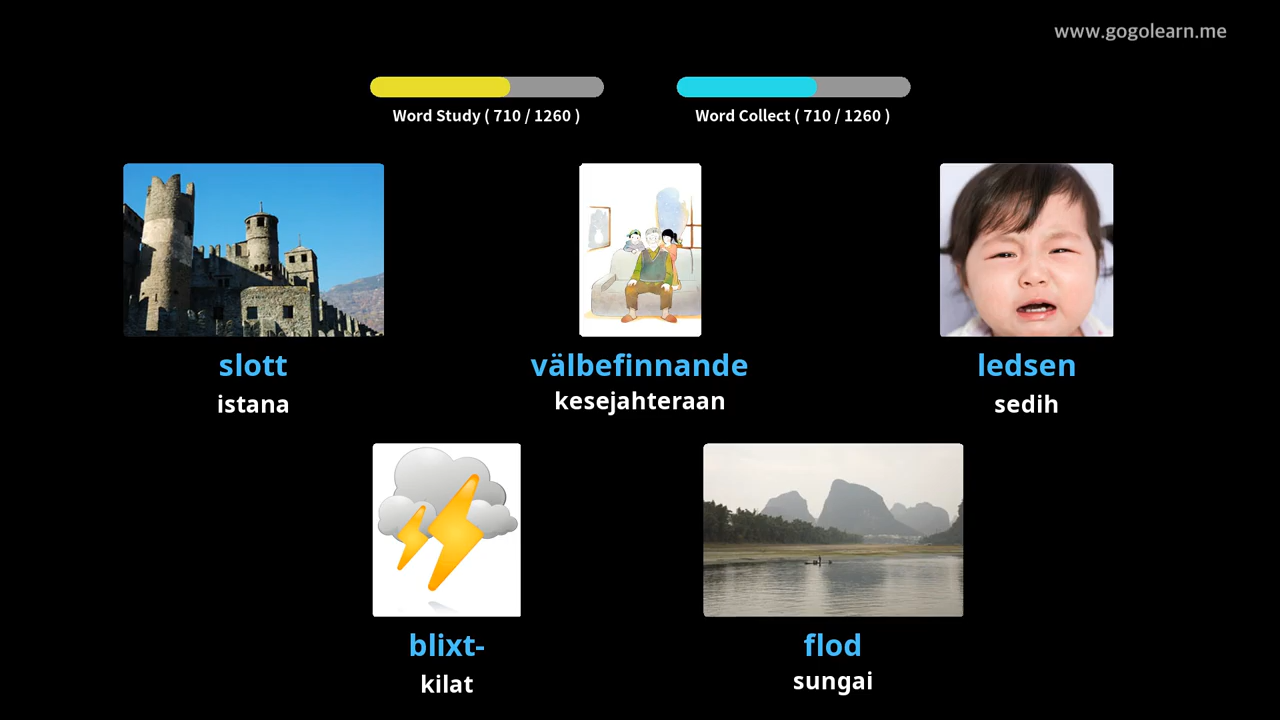 www.gogolearn.me
Word Study ( 710 / 1260 )
Word Collect ( 710 / 1260 )
slott
istana
välbefinnande
kesejahteraan
ledsen
sedih
blixt-
kilat
flod
sungai